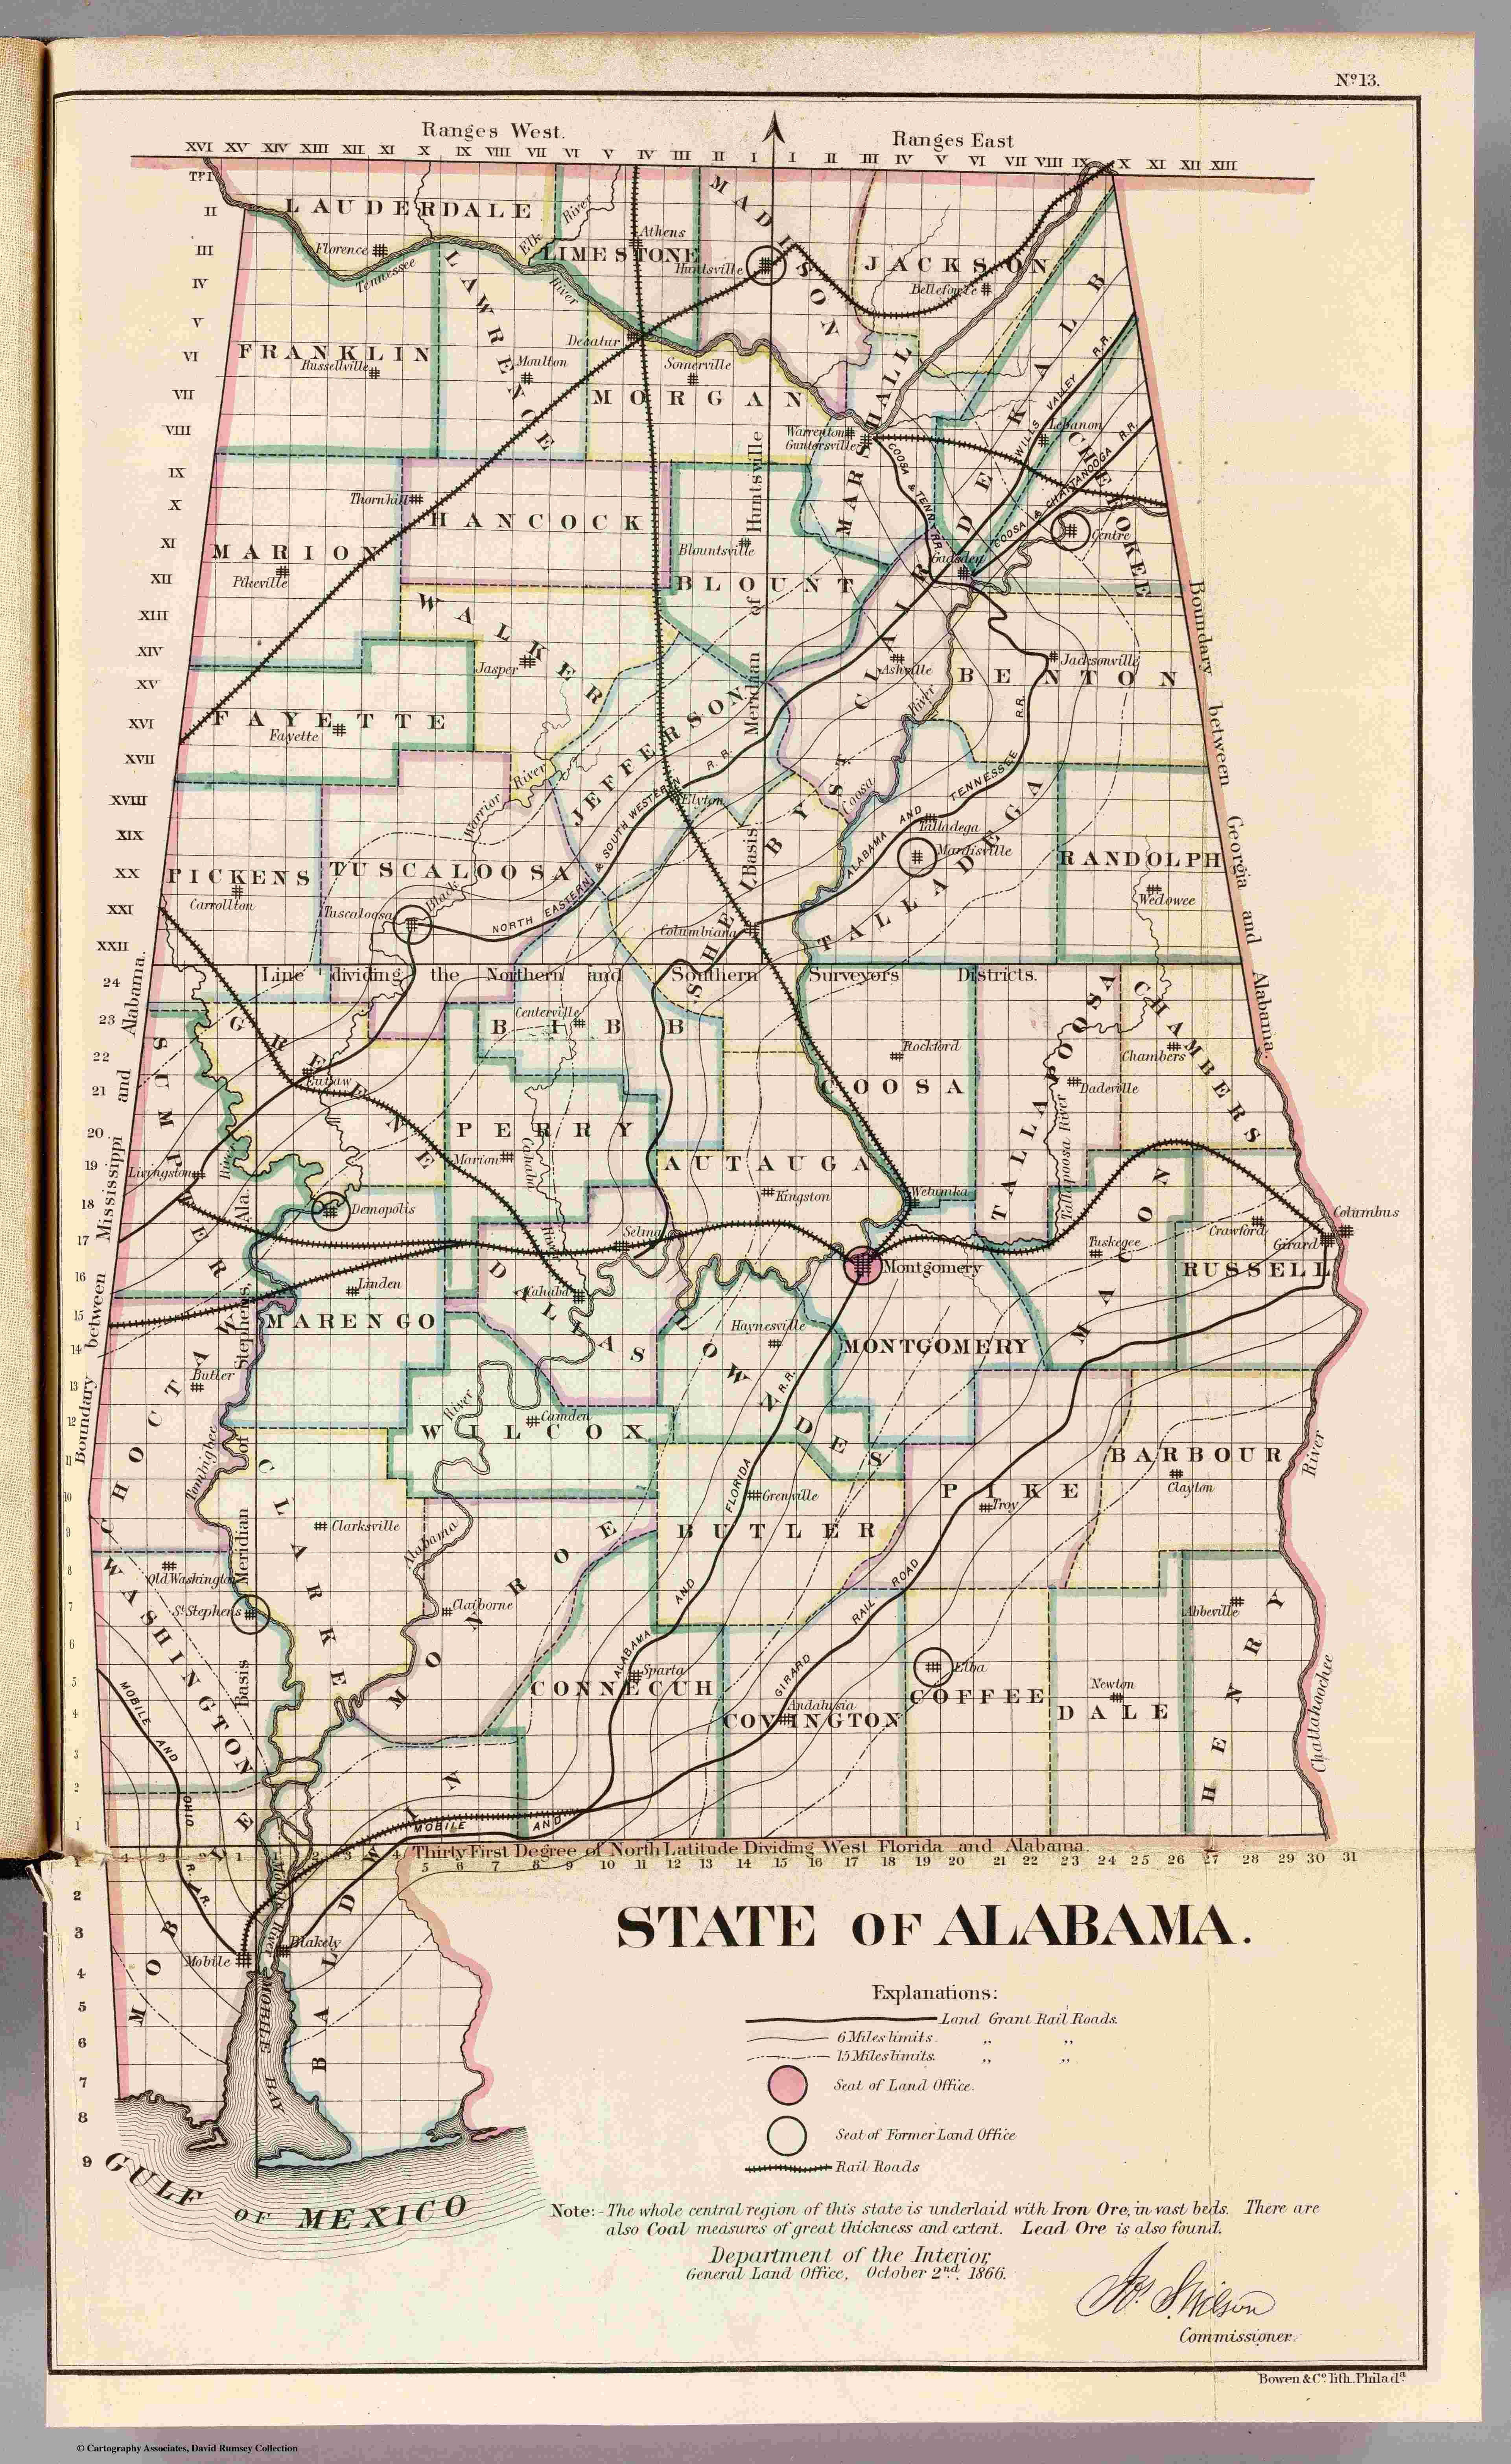 Nº 13.
Ranges West.
Ranges East
XVI XV XIV XIII XII XI X IX VIII VII VI V IV III II I I II III IV V VI VII VIII IX X XI XII XIII
TP I
II
III
IV
V
VI
VII
VIII
IX
X
XI
XII
XIII
XIV
XV
XVI
XVII
XVIII
XIX
XX
XXI
XXII
24
23
22
21
20
19
18
17
16
15
14
13
12
11
10
9
8
7
6
5
4
3
2
1
LAUDERDALE
Florence
Tennessee
River
Elk River
LIMESTONE
Athens
MADISON
Huntsville
JACKSON
Bellefonte
LAWRENCE
Moulton
Decatur
FRANKLIN
Russellville
Somerville
MORGAN
MARSHALL
Warrenton
Guntersville
DE KALB
Lebanon
WILLS VALLEY R.R.
COOSA & CHATTANOOGA R.R.
COOSA & TENN. R.R.
CHEROKEE
Centre
Gadsden
Thornhill
HANCOCK
MARION
Pikeville
Blountsville
BLOUNT
WALKER
Jasper
ST CLAIR
Ashville
BENTON
Jacksonville
FAYETTE
Fayette
JEFFERSON
Elyton
Black Warrior River
NORTH EASTERN & SOUTH WESTERN R.R.
Coosa River
ALABAMA AND TENNESSEE R.R.
Talladega
Mardisville
TALLADEGA
RANDOLPH
Wedowee
PICKENS
Carrollton
TUSCALOOSA
Tuscaloosa
SHELBY
Columbiana
Basis Meridian of Huntsville
Line dividing the Northern and Southern Surveyors Districts.
Boundary between Georgia and Alabama.
Boundary between Mississippi and Alabama.
GREENE
Eutaw
SUMPTER
Livingston
BIBB
Centerville
PERRY
Marion
Cahaba River
COOSA
Rockford
TALLAPOOSA
Dadeville
Tallapoosa River
CHAMBERS
Chambers
AUTAUGA
Kingston
Wetumka
Demopolis
Selma
Montgomery
Tuskegee
MACON
Crawford
Girard
Columbus
RUSSELL
Linden
MARENGO
Cahaba
DALLAS
Haynesville
LOWNDES
MONTGOMERY
CHOCTAW
Butler
Tombigbee
River
Camden
WILCOX
PIKE
Troy
BARBOUR
Clayton
River
Grenville
BUTLER
CLARKE
Clarksville
Alabama
MONROE
Claiborne
WASHINGTON
Old Washington
St Stephens
Basis Meridian of St Stephens, Ala.
CONNECUH
Sparta
ALABAMA AND FLORIDA R.R.
GIRARD RAIL ROAD
COVINGTON
Andalusia
COFFEE
Elba
DALE
Newton
HENRY
Abbeville
Chattahoochee
MOBILE AND OHIO R.R.
MOBILE AND
Thirty First Degree of North Latitude Dividing West Florida and Alabama.
4 3 2 1 2 3 4 5 6 7 8 9 10 11 12 13 14 15 16 17 18 19 20 21 22 23 24 25 26 27 28 29 30 31
1
2
3
4
5
6
7
8
9
MOBILE
Mobile
Mobile River
Blakely
BALDWIN
MOBILE BAY
GULF OF MEXICO
STATE OF ALABAMA.
Explanations:
Land Grant Rail Roads.
6 Miles limits. ,, ,,
15 Miles limits. ,, ,,
Seat of Land Office.
Seat of Former Land Office
Rail Roads
Note:- The whole central region of this state is underlaid with Iron Ore, in vast beds. There are
also Coal measures of great thickness and extent. Lead Ore is also found.
Department of the Interior,
General Land Office, October 2nd. 1866.
Jos. S. Wilson
Commissioner.
Bowen & Co. lith. Philada.
© Cartography Associates, David Rumsey Collection